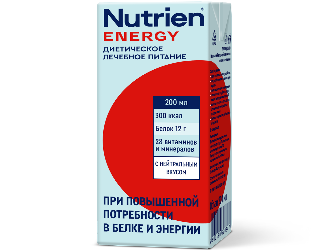 Nutrien®
ENERGY
ДИЕТИЧЕСКОЕ
ЛЕЧЕБНОЕ ПИТАНИЕ
200 мл
300 ккал
Белок 12 г
28 витаминов
и минералов
С НЕЙТРАЛЬНЫМ
ВКУСОМ
ПРИ ПОВЫШЕННОЙ
ПОТРЕБНОСТИ
В БЕЛКЕ И ЭНЕРГИИ